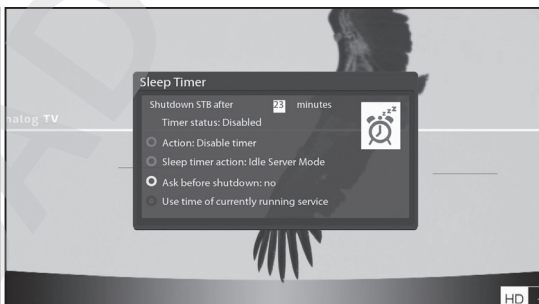 Sleep Timer
Shutdown STB after 23 minutes
Timer status: Disabled
nalog TV
Action: Disable timer
Sleep timer action: Idle Server Mode
Ask before shutdown: no
Use time of currently running service
HD